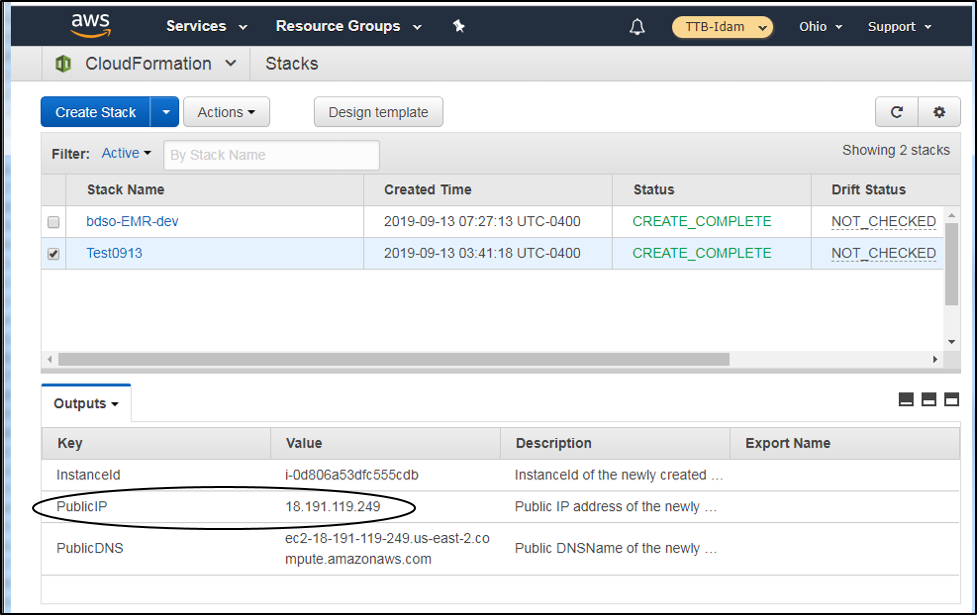 aws Services Resource Groups TTB-Idam Ohio Support
CloudFormation Stacks
Create Stack Actions Design template
Filter: Active By Stack Name Showing 2 stacks
Stack Name Created Time Status Drift Status
bdso-EMR-dev 2019-09-13 07:27:13 UTC-0400 CREATE_COMPLETE NOT_CHECKED
Test0913 2019-09-13 03:41:18 UTC-0400 CREATE_COMPLETE NOT_CHECKED
Outputs
Key Value Description Export Name
InstanceId i-0d806a53dfc555cdb InstanceId of the newly created ...
PublicIP 18.191.119.249 Public IP address of the newly ...
PublicDNS ec2-18-191-119-249.us-east-2.co Public DNSName of the newly ...
mpute.amazonaws.com